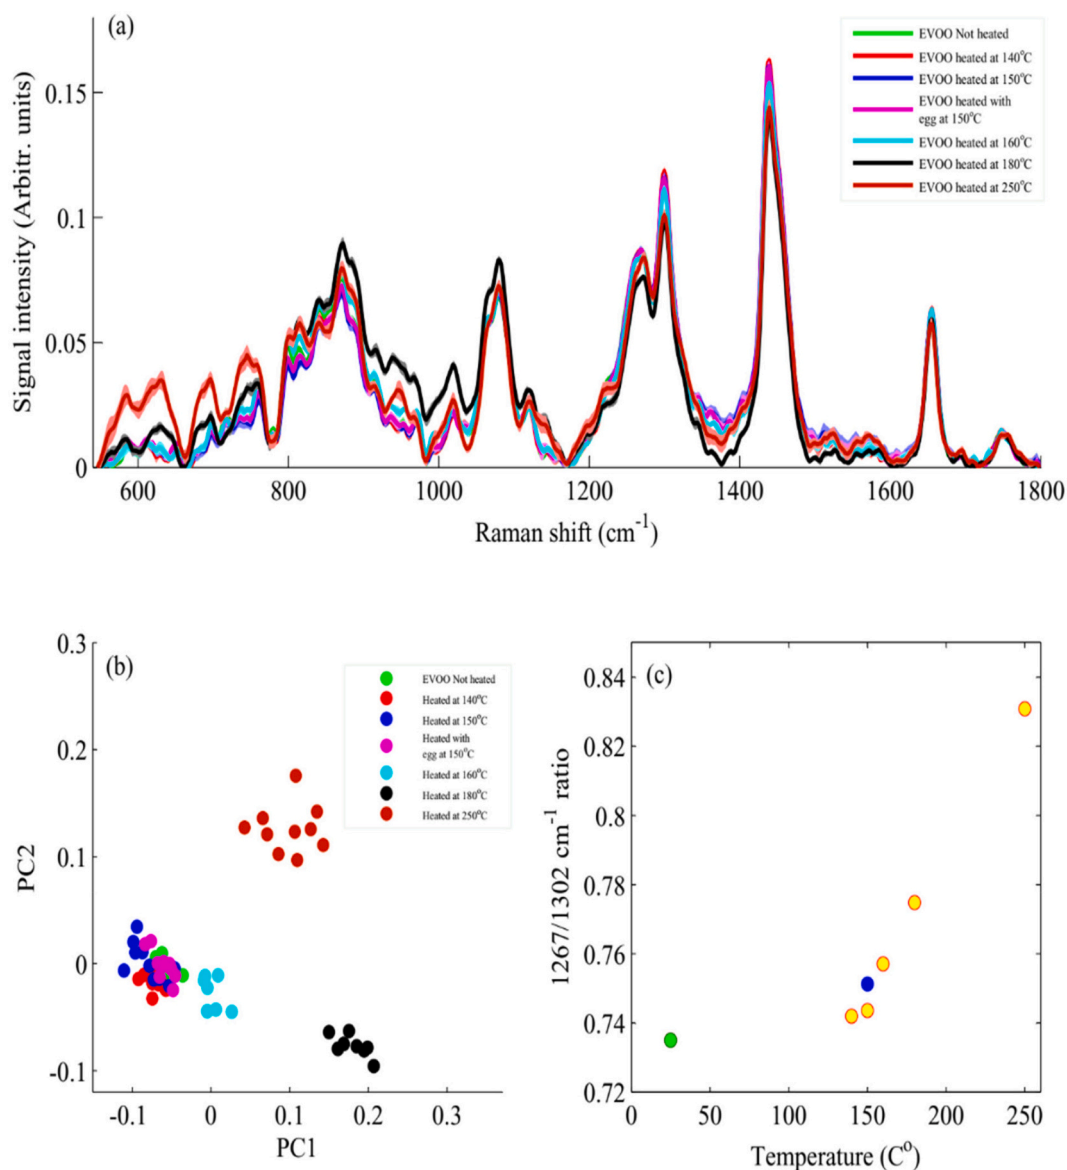 (a)
EVOO Not heated
EVOO heated at 140°C
EVOO heated at 150°C
EVOO heated with
egg at 150°C
EVOO heated at 160°C
EVOO heated at 180°C
EVOO heated at 250°C
Signal intensity (Arbitr. units)
0.15
0.1
0.05
0
600 800 1000 1200 1400 1600 1800
Raman shift (cm⁻¹)
(b)
EVOO Not heated
Heated at 140°C
Heated at 150°C
Heated with
egg at 150°C
Heated at 160°C
Heated at 180°C
Heated at 250°C
PC2
0.3
0.2
0.1
0
-0.1
-0.1 0 0.1 0.2 0.3
PC1
(c)
1267/1302 cm⁻¹ ratio
0.84
0.82
0.8
0.78
0.76
0.74
0.72
0 50 100 150 200 250
Temperature (C°)